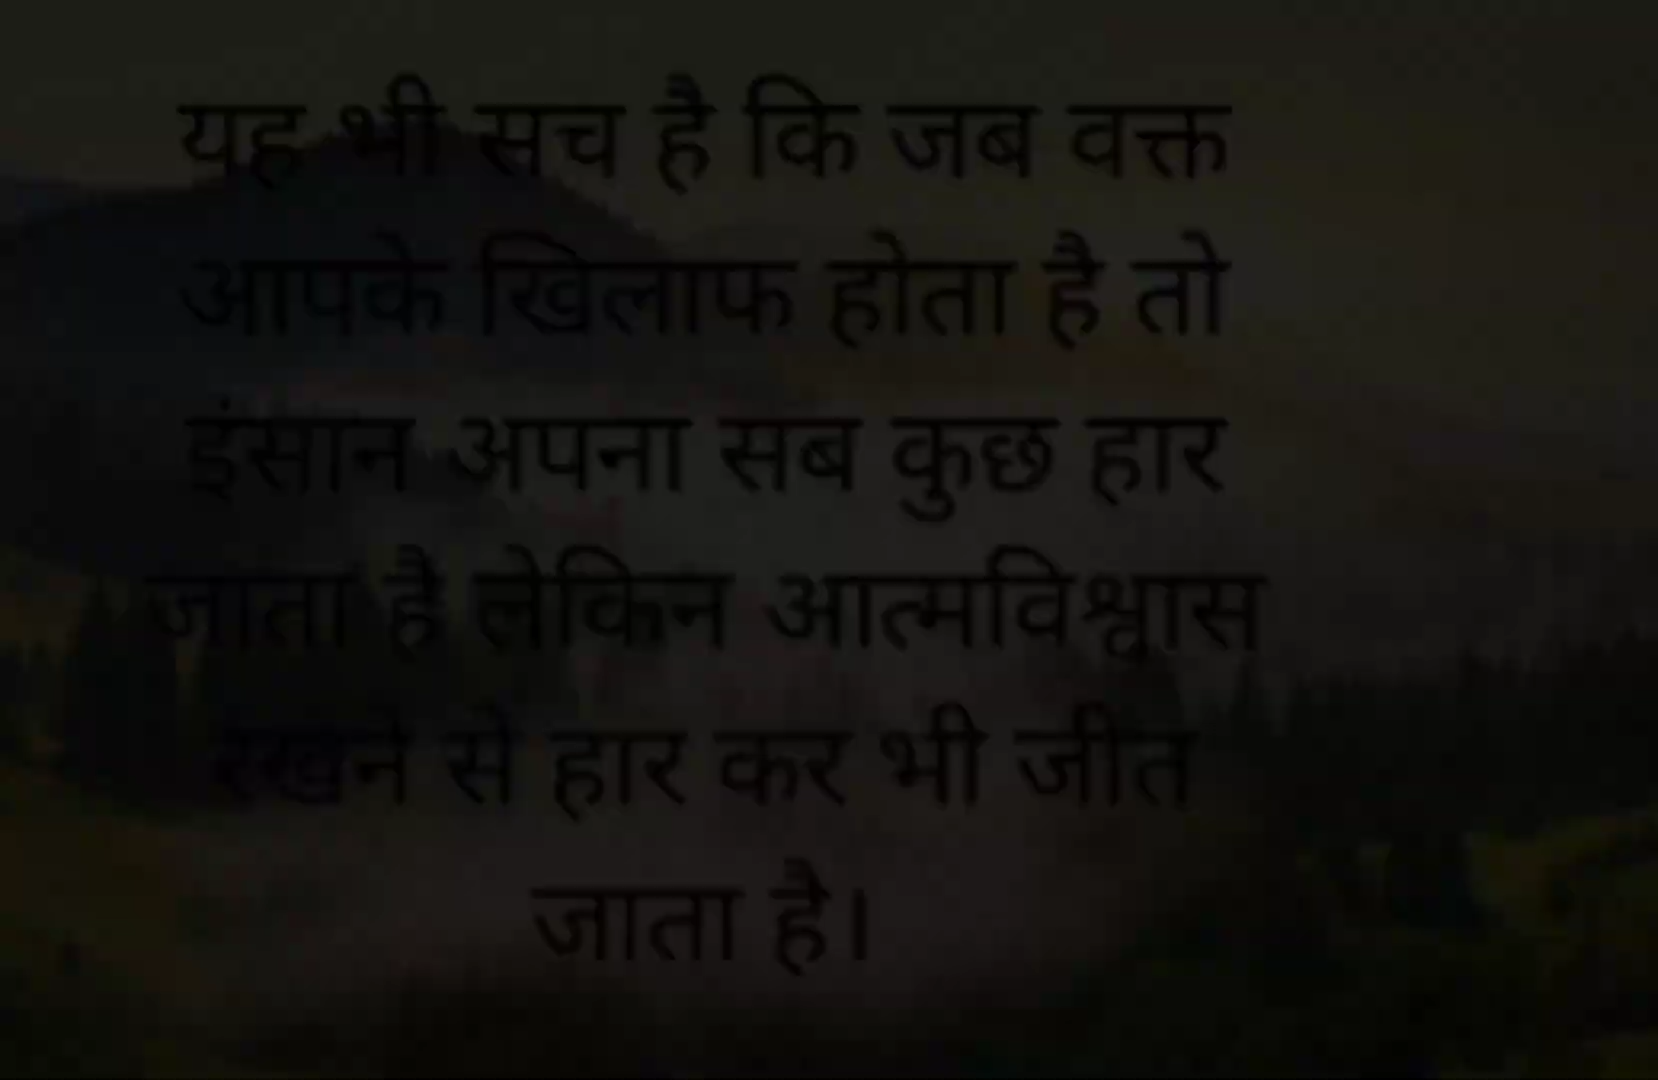 यह भी सच है कि जब वक्त
आपके खिलाफ होता है तो
इंसान अपना सब कुछ हार
जाता है लेकिन आत्मविश्वास
रखने से हार कर भी जीत
जाता है।